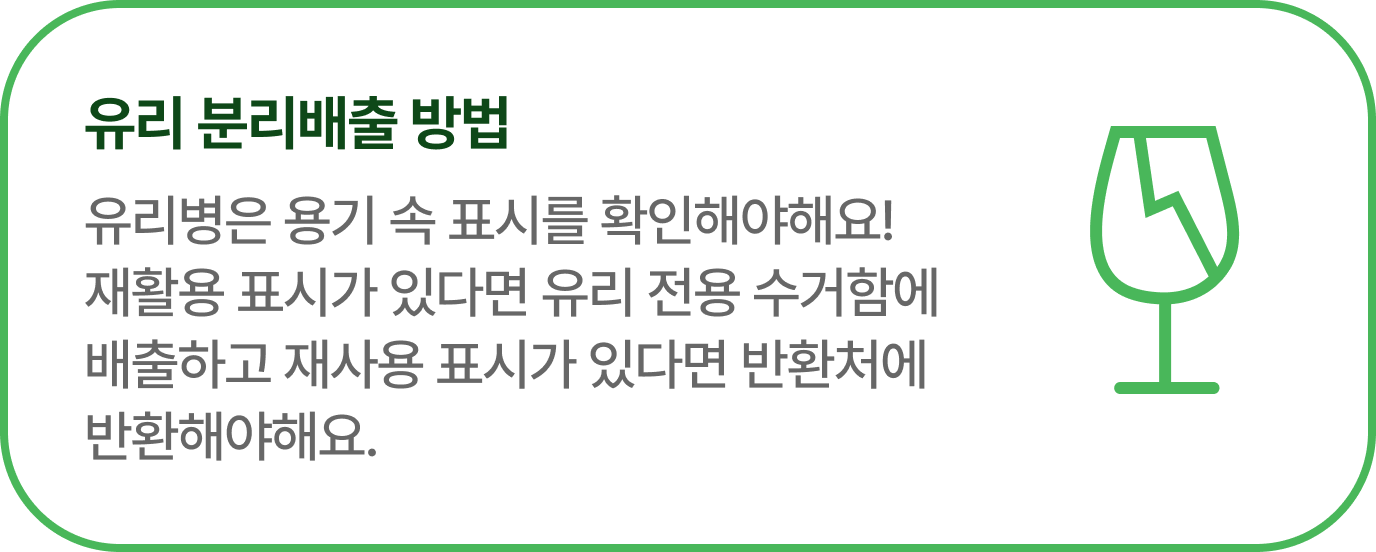 유리 분리배출 방법
유리병은 용기 속 표시를 확인해야해요!
재활용 표시가 있다면 유리 전용 수거함에
배출하고 재사용 표시가 있다면 반환처에
반환해야해요.